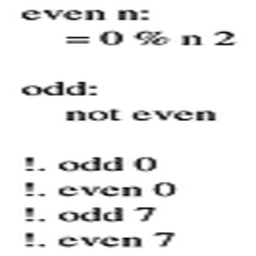 even n:
= 0 % n 2
odd:
not even
!. odd 0
!. even 0
!. odd 7
!. even 7